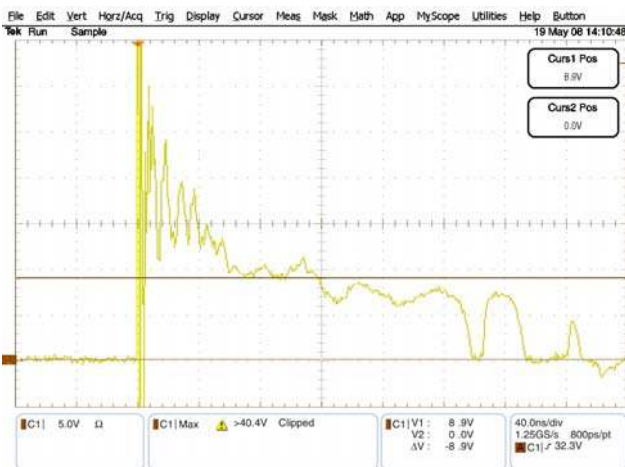 File Edit Vert Horz/Acq Trig Display Cursor Meas Mask Math App MyScope Utilities Help Button
Tek Run Sample 19 May 08 14:10:48
Curs1 Pos
8.9V
Curs2 Pos
0.0V
C1 5.0V Ω
C1 Max >40.4V Clipped
C1 V1 : 8.9V
V2 : 0.0V
ΔV : -8.9V
40.0ns/div
1.25GS/s 800ps/pt
A C1 32.3V